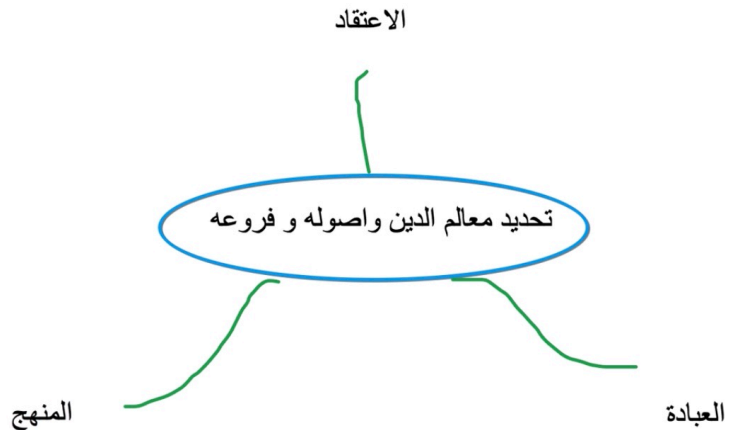 الاعتقاد
تحديد معالم الدين واصوله و فروعه
العبادة
المنهج